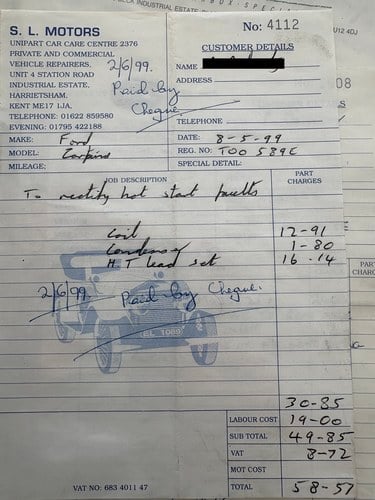 S. L. MOTORS
UNIPART CAR CARE CENTRE 2376
PRIVATE AND COMMERCIAL
VEHICLE REPAIRERS.
UNIT 4 STATION ROAD
INDUSTRIAL ESTATE,
HARRIETSHAM.
KENT ME17 1JA.
TELEPHONE: 01622 859580
EVENING: 01795 422188
2/6/99.
Paid by
Cheque
No: 4112
CUSTOMER DETAILS
NAME
ADDRESS
TELEPHONE
MAKE: Ford
MODEL: Cortina
MILEAGE:
DATE: 8-5-99
REG. NO: TOO 589E
SPECIAL DETAIL:
JOB DESCRIPTION
PART CHARGES
To rectify hot start faults
Coil 12-91
Condensor 1-80
H.T lead set 16-14
2/6/99. Paid by Cheque.
EL 1089
30-85
LABOUR COST 19-00
SUB TOTAL 49-85
VAT 8-72
MOT COST
TOTAL 58-57
VAT NO: 683 4011 47